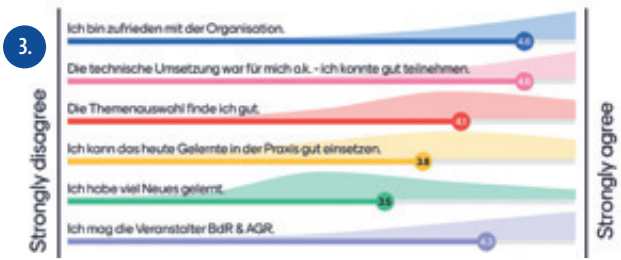 3.
Strongly disagree
Ich bin zufrieden mit der Organisation.
4.6
Die technische Umsetzung war für mich o.k. - ich konnte gut teilnehmen.
4.6
Die Themenauswahl finde ich gut.
4.1
Ich kann das heute Gelernte in der Praxis gut einsetzen.
3.8
Ich habe viel Neues gelernt.
3.5
Ich mag die Veranstalter BdR & AGR.
Strongly agree